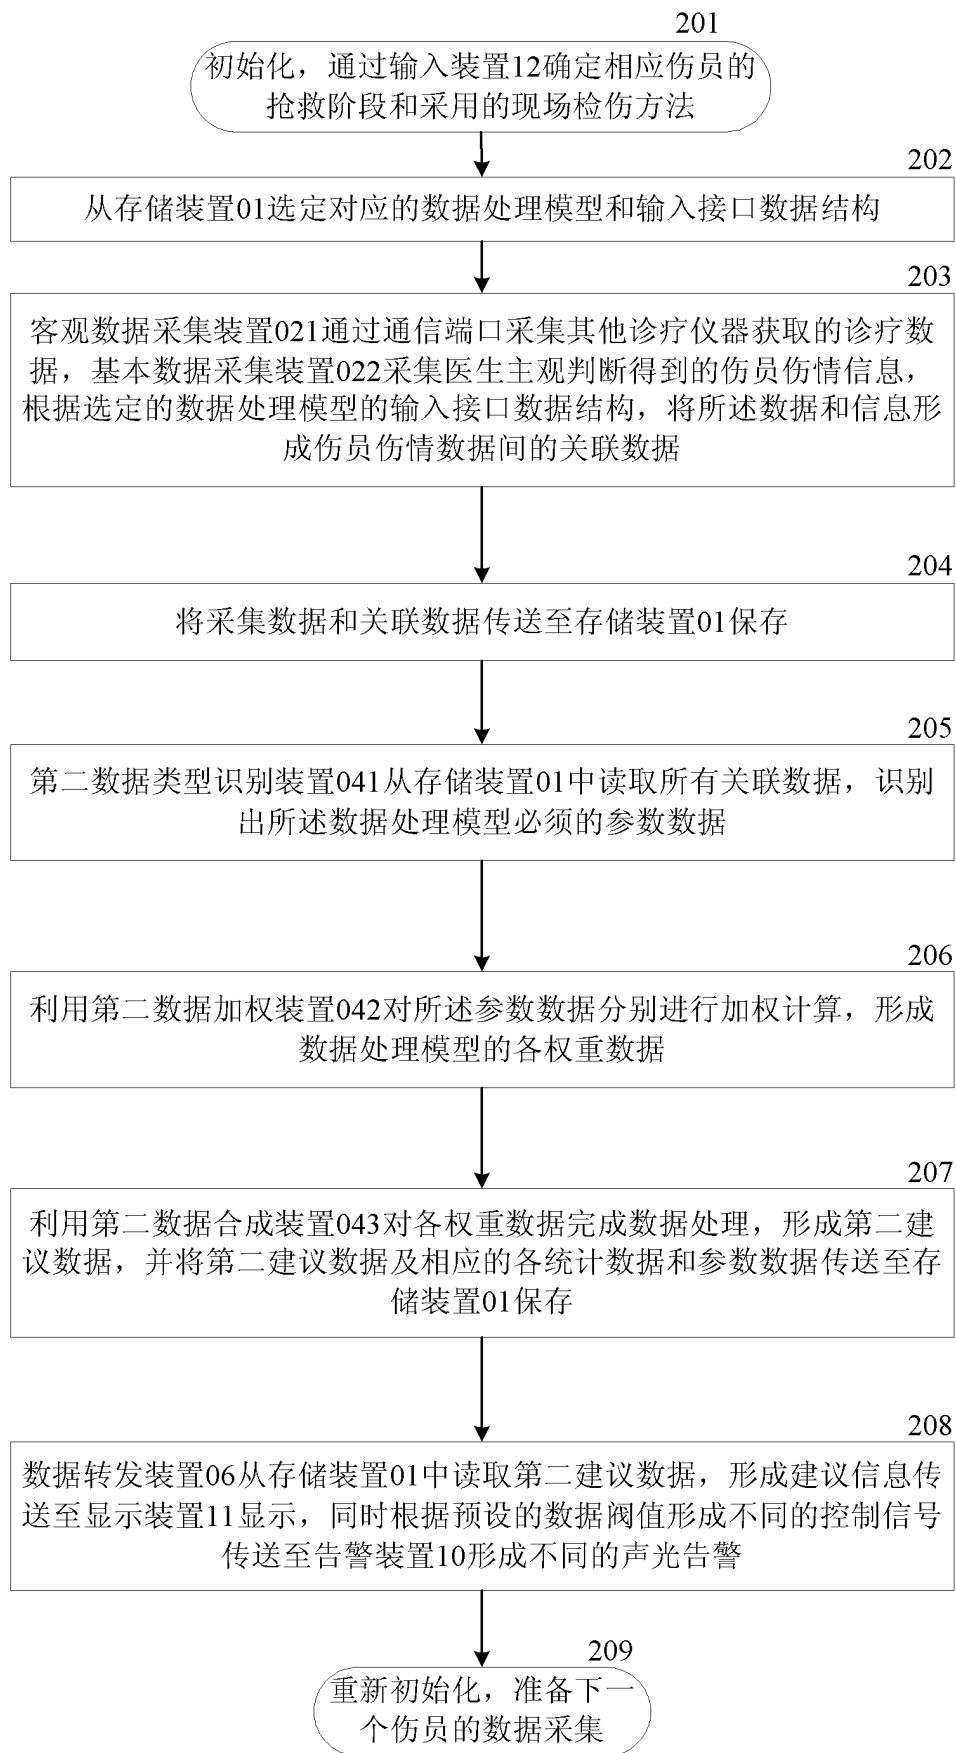 201
初始化，通过输入装置12确定相应伤员的
抢救阶段和采用的现场检伤方法
202
从存储装置01选定对应的数据处理模型和输入接口数据结构
203
客观数据采集装置021通过通信端口采集其他诊疗仪器获取的诊疗数
据，基本数据采集装置022采集医生主观判断得到的伤员伤情信息，
根据选定的数据处理模型的输入接口数据结构，将所述数据和信息形
成伤员伤情数据间的关联数据
204
将采集数据和关联数据传送至存储装置01保存
205
第二数据类型识别装置041从存储装置01中读取所有关联数据，识别
出所述数据处理模型必须的参数数据
206
利用第二数据加权装置042对所述参数数据分别进行加权计算，形成
数据处理模型的各权重数据
207
利用第二数据合成装置043对各权重数据完成数据处理，形成第二建
议数据，并将第二建议数据及相应的各统计数据和参数数据传送至存
储装置01保存
208
数据转发装置06从存储装置01中读取第二建议数据，形成建议信息传
送至显示装置11显示，同时根据预设的数据阀值形成不同的控制信号
传送至告警装置10形成不同的声光告警
209
重新初始化，准备下一
个伤员的数据采集